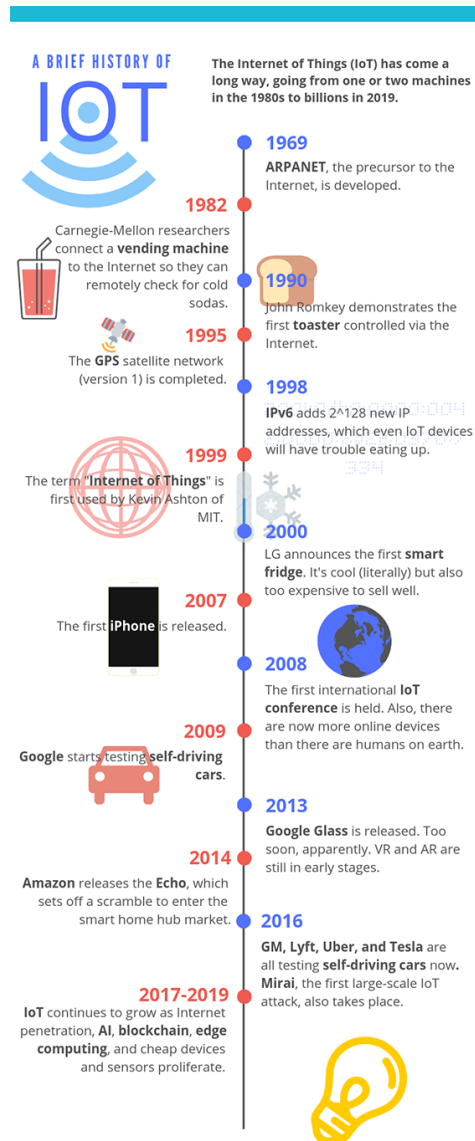 A BRIEF HISTORY OF
IOT
The Internet of Things (IoT) has come a
long way, going from one or two machines
in the 1980s to billions in 2019.
1969
ARPANET, the precursor to the
Internet, is developed.
1982
Carnegie-Mellon researchers
connect a vending machine
to the Internet so they can
remotely check for cold
sodas.
1990
John Romkey demonstrates the
first toaster controlled via the
Internet.
1995
The GPS satellite network
(version 1) is completed.
1998
IPv6 adds 2^128 new IP
addresses, which even IoT devices
will have trouble eating up.
334
1999
The term "Internet of Things" is
first used by Kevin Ashton of
MIT.
2000
LG announces the first smart
fridge. It's cool (literally) but also
too expensive to sell well.
2007
The first iPhone is released.
2008
The first international IoT
conference is held. Also, there
are now more online devices
than there are humans on earth.
2009
Google starts testing self-driving
cars.
2013
Google Glass is released. Too
soon, apparently. VR and AR are
still in early stages.
2014
Amazon releases the Echo, which
sets off a scramble to enter the
smart home hub market.
2016
GM, Lyft, Uber, and Tesla are
all testing self-driving cars now.
Mirai, the first large-scale IoT
attack, also takes place.
2017-2019
IoT continues to grow as Internet
penetration, AI, blockchain, edge
computing, and cheap devices
and sensors proliferate.